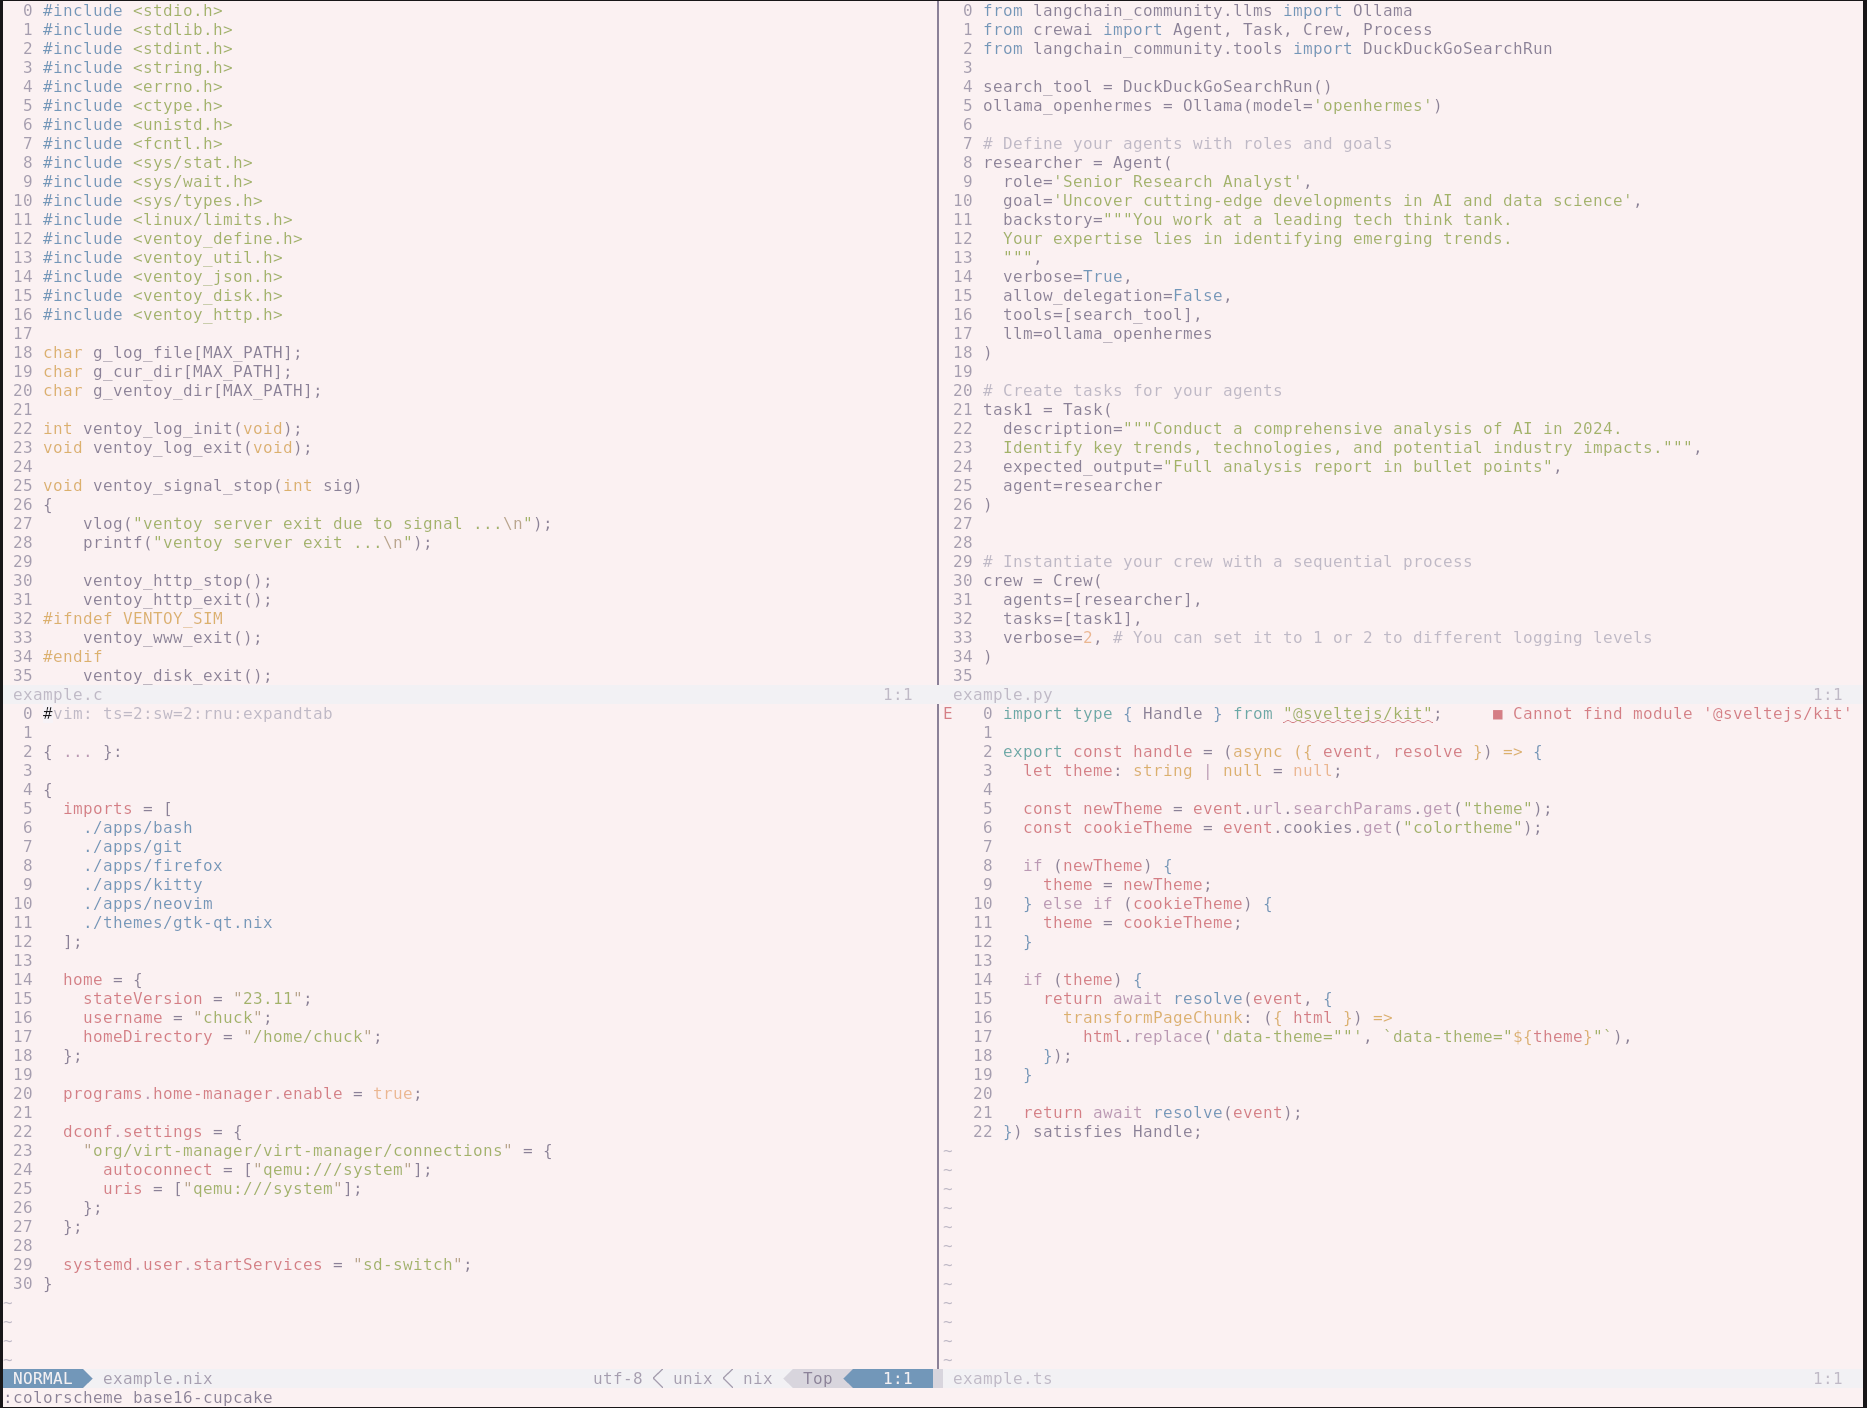 0 #include <stdio.h>
1 #include <stdlib.h>
2 #include <stdint.h>
3 #include <string.h>
4 #include <errno.h>
5 #include <ctype.h>
6 #include <unistd.h>
7 #include <fcntl.h>
8 #include <sys/stat.h>
9 #include <sys/wait.h>
10 #include <sys/types.h>
11 #include <linux/limits.h>
12 #include <ventoy_define.h>
13 #include <ventoy_util.h>
14 #include <ventoy_json.h>
15 #include <ventoy_disk.h>
16 #include <ventoy_http.h>
17
18 char g_log_file[MAX_PATH];
19 char g_cur_dir[MAX_PATH];
20 char g_ventoy_dir[MAX_PATH];
21
22 int ventoy_log_init(void);
23 void ventoy_log_exit(void);
24
25 void ventoy_signal_stop(int sig)
26 {
27     vlog("ventoy server exit due to signal ...\n");
28     printf("ventoy server exit ...\n");
29
30     ventoy_http_stop();
31     ventoy_http_exit();
32 #ifndef VENTOY_SIM
33     ventoy_www_exit();
34 #endif
35     ventoy_disk_exit();
example.c 1:1
0 from langchain_community.llms import Ollama
1 from crewai import Agent, Task, Crew, Process
2 from langchain_community.tools import DuckDuckGoSearchRun
3
4 search_tool = DuckDuckGoSearchRun()
5 ollama_openhermes = Ollama(model='openhermes')
6
7 # Define your agents with roles and goals
8 researcher = Agent(
9   role='Senior Research Analyst',
10   goal='Uncover cutting-edge developments in AI and data science',
11   backstory="""You work at a leading tech think tank.
12   Your expertise lies in identifying emerging trends.
13   """,
14   verbose=True,
15   allow_delegation=False,
16   tools=[search_tool],
17   llm=ollama_openhermes
18 )
19
20 # Create tasks for your agents
21 task1 = Task(
22   description="""Conduct a comprehensive analysis of AI in 2024.
23   Identify key trends, technologies, and potential industry impacts.""",
24   expected_output="Full analysis report in bullet points",
25   agent=researcher
26 )
27
28
29 # Instantiate your crew with a sequential process
30 crew = Crew(
31   agents=[researcher],
32   tasks=[task1],
33   verbose=2, # You can set it to 1 or 2 to different logging levels
34 )
35
example.py 1:1
0 #vim: ts=2:sw=2:rnu:expandtab
1
2 { ... }:
3
4 {
5   imports = [
6     ./apps/bash
7     ./apps/git
8     ./apps/firefox
9     ./apps/kitty
10     ./apps/neovim
11     ./themes/gtk-qt.nix
12   ];
13
14   home = {
15     stateVersion = "23.11";
16     username = "chuck";
17     homeDirectory = "/home/chuck";
18   };
19
20   programs.home-manager.enable = true;
21
22   dconf.settings = {
23     "org/virt-manager/virt-manager/connections" = {
24       autoconnect = ["qemu:///system"];
25       uris = ["qemu:///system"];
26     };
27   };
28
29   systemd.user.startServices = "sd-switch";
30 }
~
~
~
~
NORMAL example.nix utf-8 unix nix Top 1:1
E 0 import type { Handle } from "@sveltejs/kit"; ■ Cannot find module '@sveltejs/kit'
1
2 export const handle = (async ({ event, resolve }) => {
3   let theme: string | null = null;
4
5   const newTheme = event.url.searchParams.get("theme");
6   const cookieTheme = event.cookies.get("colortheme");
7
8   if (newTheme) {
9     theme = newTheme;
10   } else if (cookieTheme) {
11     theme = cookieTheme;
12   }
13
14   if (theme) {
15     return await resolve(event, {
16       transformPageChunk: ({ html }) =>
17         html.replace('data-theme=""', `data-theme="${theme}"`),
18     });
19   }
20
21   return await resolve(event);
22 }) satisfies Handle;
~
~
~
~
~
~
~
~
~
~
~
~
example.ts 1:1
:colorscheme base16-cupcake